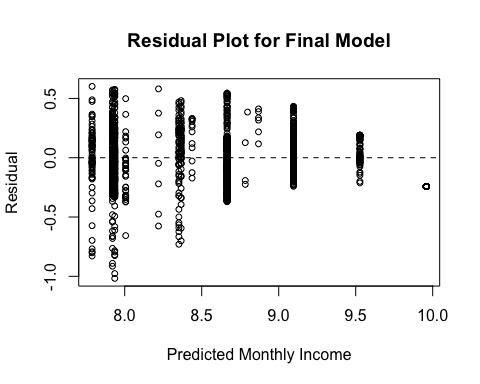 Residual Plot for Final Model
Residual
0.5
0.0
-0.5
-1.0
8.0 8.5 9.0 9.5 10.0
Predicted Monthly Income